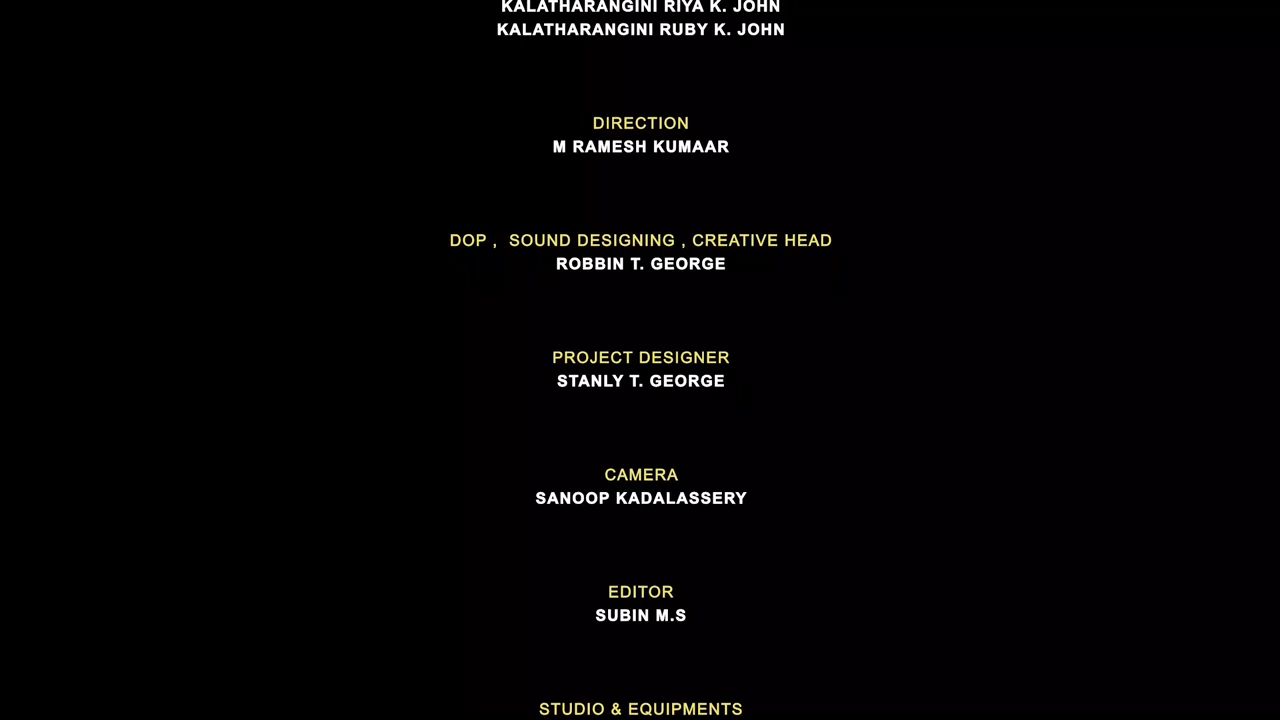 KALATHARANGINI RIYA K. JOHN
KALATHARANGINI RUBY K. JOHN
DIRECTION
M RAMESH KUMAAR
DOP ,  SOUND DESIGNING , CREATIVE HEAD
ROBBIN T. GEORGE
PROJECT DESIGNER
STANLY T. GEORGE
CAMERA
SANOOP KADALASSERY
EDITOR
SUBIN M.S
STUDIO & EQUIPMENTS